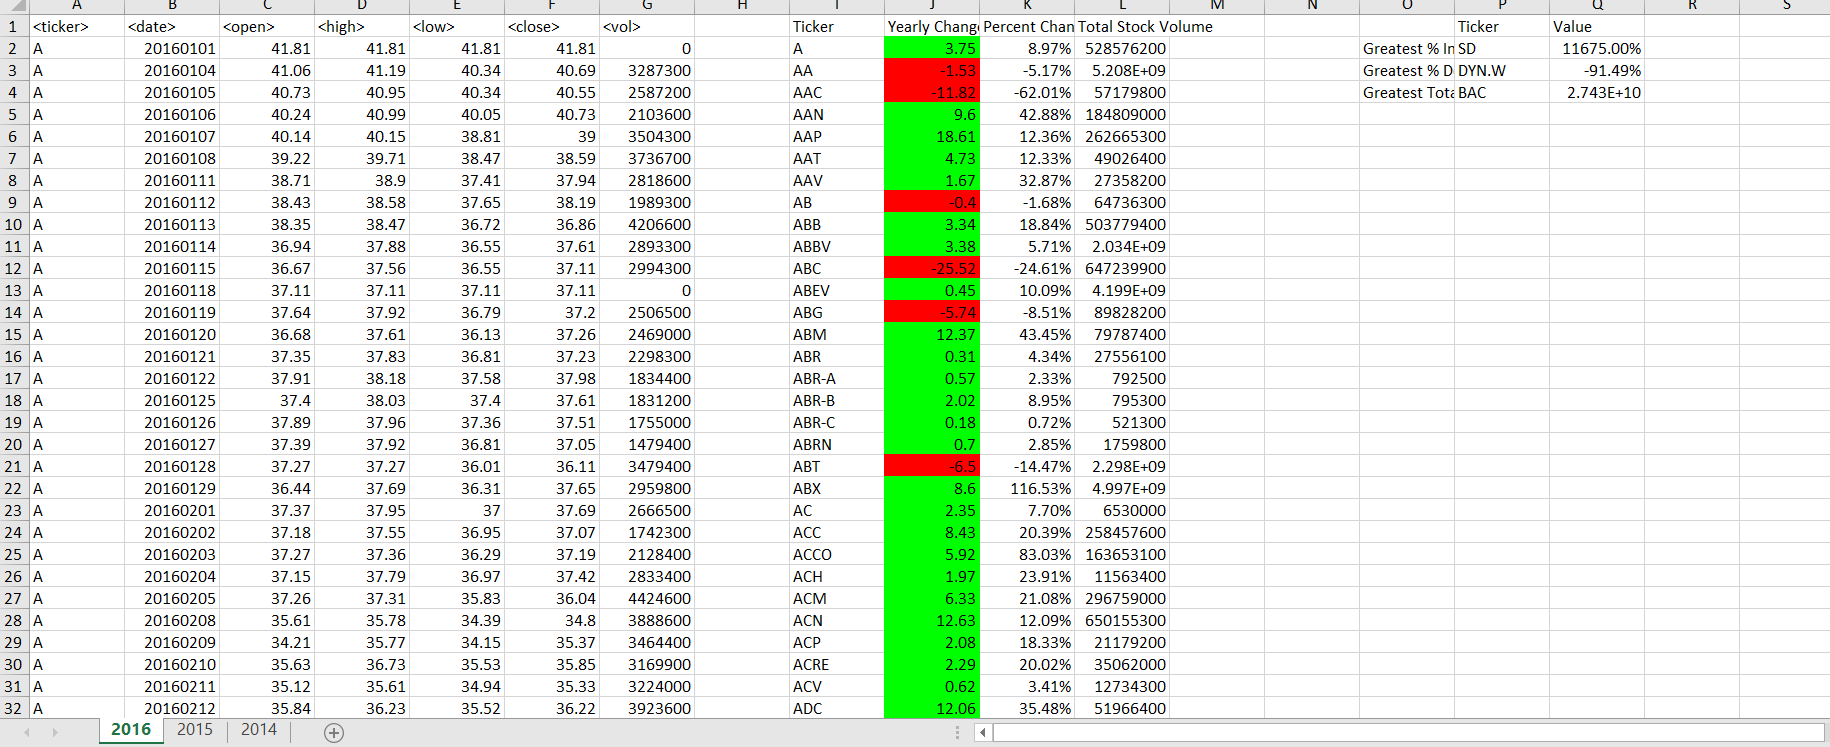 A B C D E F G H I J K L M N O P Q R S
1 <ticker> <date> <open> <high> <low> <close> <vol> Ticker Yearly Chang Percent Chan Total Stock Volume Ticker Value
2 A 20160101 41.81 41.81 41.81 41.81 0 A 3.75 8.97% 528576200 Greatest % In SD 11675.00%
3 A 20160104 41.06 41.19 40.34 40.69 3287300 AA -1.53 -5.17% 5.208E+09 Greatest % D DYN.W -91.49%
4 A 20160105 40.73 40.95 40.34 40.55 2587200 AAC -11.82 -62.01% 57179800 Greatest Tota BAC 2.743E+10
5 A 20160106 40.24 40.99 40.05 40.73 2103600 AAN 9.6 42.88% 184809000
6 A 20160107 40.14 40.15 38.81 39 3504300 AAP 18.61 12.36% 262665300
7 A 20160108 39.22 39.71 38.47 38.59 3736700 AAT 4.73 12.33% 49026400
8 A 20160111 38.71 38.9 37.41 37.94 2818600 AAV 1.67 32.87% 27358200
9 A 20160112 38.43 38.58 37.65 38.19 1989300 AB -0.4 -1.68% 64736300
10 A 20160113 38.35 38.47 36.72 36.86 4206600 ABB 3.34 18.84% 503779400
11 A 20160114 36.94 37.88 36.55 37.61 2893300 ABBV 3.38 5.71% 2.034E+09
12 A 20160115 36.67 37.56 36.55 37.11 2994300 ABC -25.52 -24.61% 647239900
13 A 20160118 37.11 37.11 37.11 37.11 0 ABEV 0.45 10.09% 4.199E+09
14 A 20160119 37.64 37.92 36.79 37.2 2506500 ABG -5.74 -8.51% 89828200
15 A 20160120 36.68 37.61 36.13 37.26 2469000 ABM 12.37 43.45% 79787400
16 A 20160121 37.35 37.83 36.81 37.23 2298300 ABR 0.31 4.34% 27556100
17 A 20160122 37.91 38.18 37.58 37.98 1834400 ABR-A 0.57 2.33% 792500
18 A 20160125 37.4 38.03 37.4 37.61 1831200 ABR-B 2.02 8.95% 795300
19 A 20160126 37.89 37.96 37.36 37.51 1755000 ABR-C 0.18 0.72% 521300
20 A 20160127 37.39 37.92 36.81 37.05 1479400 ABRN 0.7 2.85% 1759800
21 A 20160128 37.27 37.27 36.01 36.11 3479400 ABT -6.5 -14.47% 2.298E+09
22 A 20160129 36.44 37.69 36.31 37.65 2959800 ABX 8.6 116.53% 4.997E+09
23 A 20160201 37.37 37.95 37 37.69 2666500 AC 2.35 7.70% 6530000
24 A 20160202 37.18 37.55 36.95 37.07 1742300 ACC 8.43 20.39% 258457600
25 A 20160203 37.27 37.36 36.29 37.19 2128400 ACCO 5.92 83.03% 163653100
26 A 20160204 37.15 37.79 36.97 37.42 2833400 ACH 1.97 23.91% 11563400
27 A 20160205 37.26 37.31 35.83 36.04 4424600 ACM 6.33 21.08% 296759000
28 A 20160208 35.61 35.78 34.39 34.8 3888600 ACN 12.63 12.09% 650155300
29 A 20160209 34.21 35.77 34.15 35.37 3464400 ACP 2.08 18.33% 21179200
30 A 20160210 35.63 36.73 35.53 35.85 3169900 ACRE 2.29 20.02% 35062000
31 A 20160211 35.12 35.61 34.94 35.33 3224000 ACV 0.62 3.41% 12734300
32 A 20160212 35.84 36.23 35.52 36.22 3923600 ADC 12.06 35.48% 51966400
2016 2015 2014